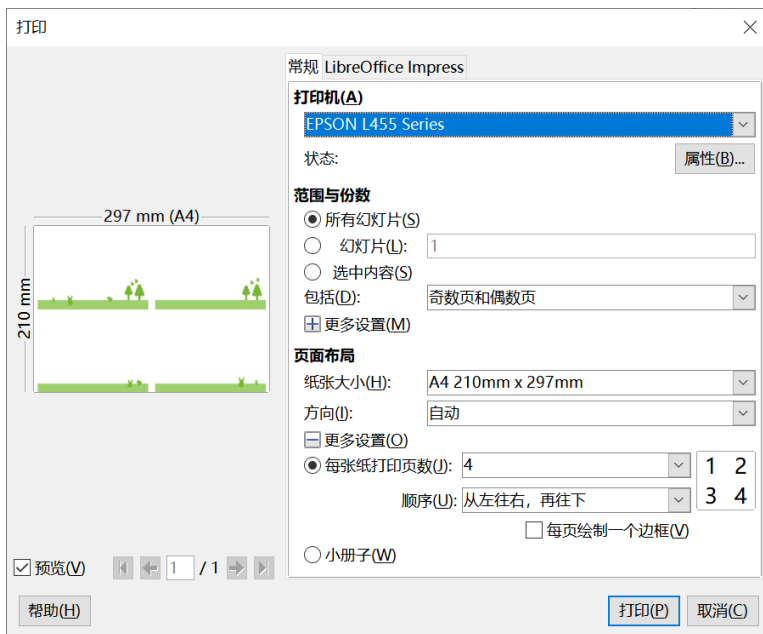 打印
常规 LibreOffice Impress
打印机(A)
EPSON L455 Series
状态:
属性(B)...
范围与份数
所有幻灯片(S)
幻灯片(L): 1
选中内容(S)
包括(D): 奇数页和偶数页
更多设置(M)
页面布局
纸张大小(H): A4 210mm x 297mm
方向(I): 自动
更多设置(O)
每张纸打印页数(J): 4
1 2
3 4
顺序(U): 从左往右，再往下
每页绘制一个边框(V)
小册子(W)
297 mm (A4)
210 mm
预览(V) 1 / 1
帮助(H) 打印(P) 取消(C)